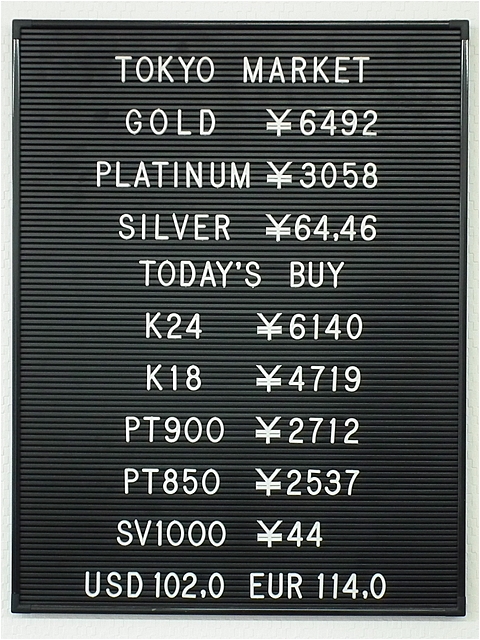 TOKYO MARKET
GOLD ¥6492
PLATINUM ¥3058
SILVER ¥64,46
TODAY'S BUY
K24 ¥6140
K18 ¥4719
PT900 ¥2712
PT850 ¥2537
SV1000 ¥44
USD 102,0 EUR 114,0